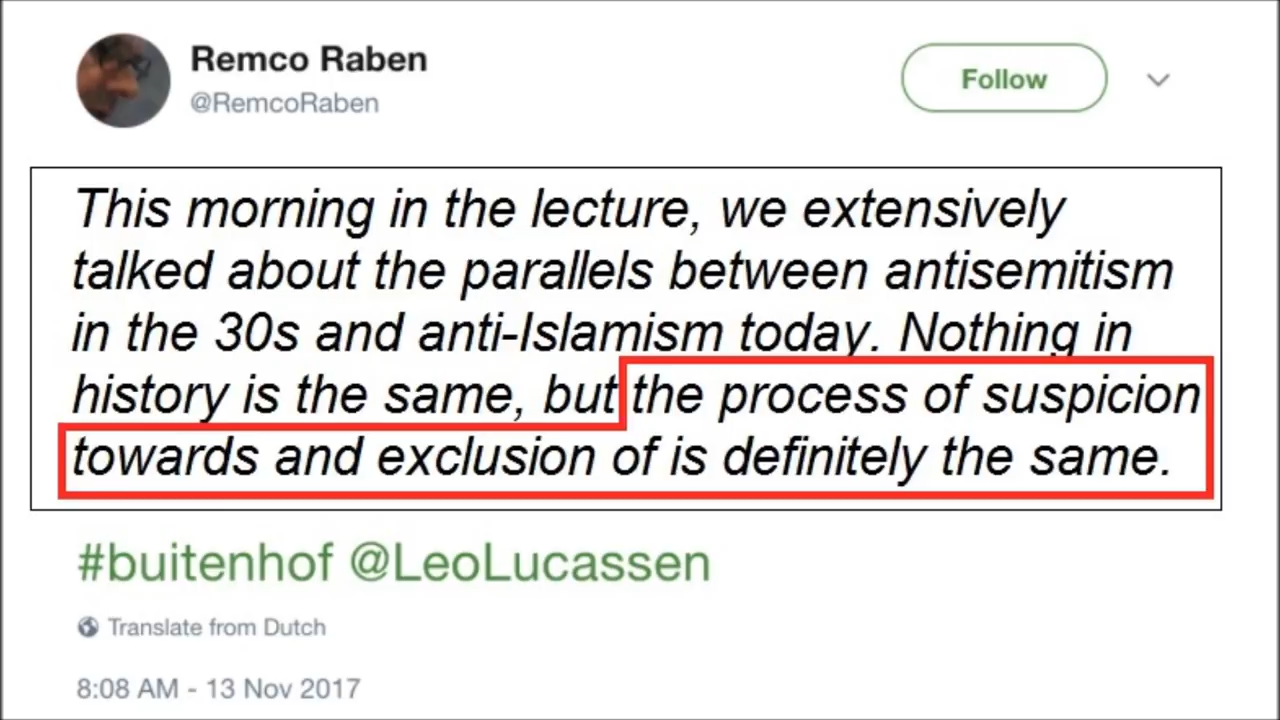 Remco Raben
@RemcoRaben
Follow
This morning in the lecture, we extensively
talked about the parallels between antisemitism
in the 30s and anti-Islamism today. Nothing in
history is the same, but the process of suspicion
towards and exclusion of is definitely the same.
#buitenhof @LeoLucassen
Translate from Dutch
8:08 AM - 13 Nov 2017